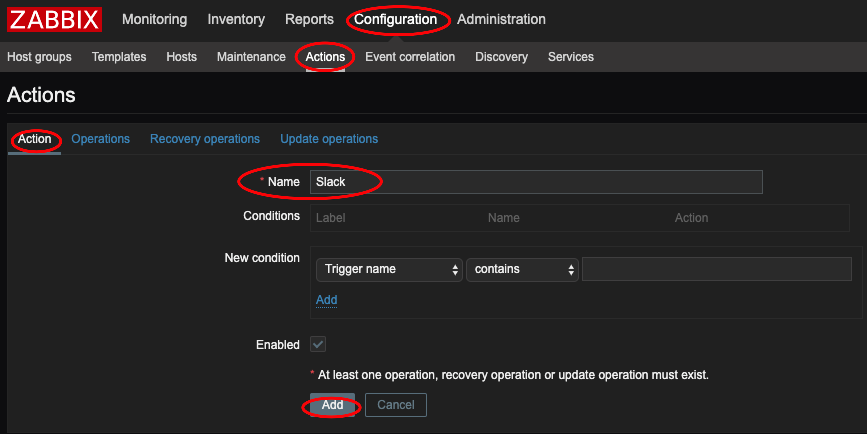 ZABBIX Monitoring Inventory Reports Configuration Administration
Host groups Templates Hosts Maintenance Actions Event correlation Discovery Services
Actions
Action Operations Recovery operations Update operations
* Name Slack
Conditions Label Name Action
New condition Trigger name contains
Add
Enabled
* At least one operation, recovery operation or update operation must exist.
Add Cancel